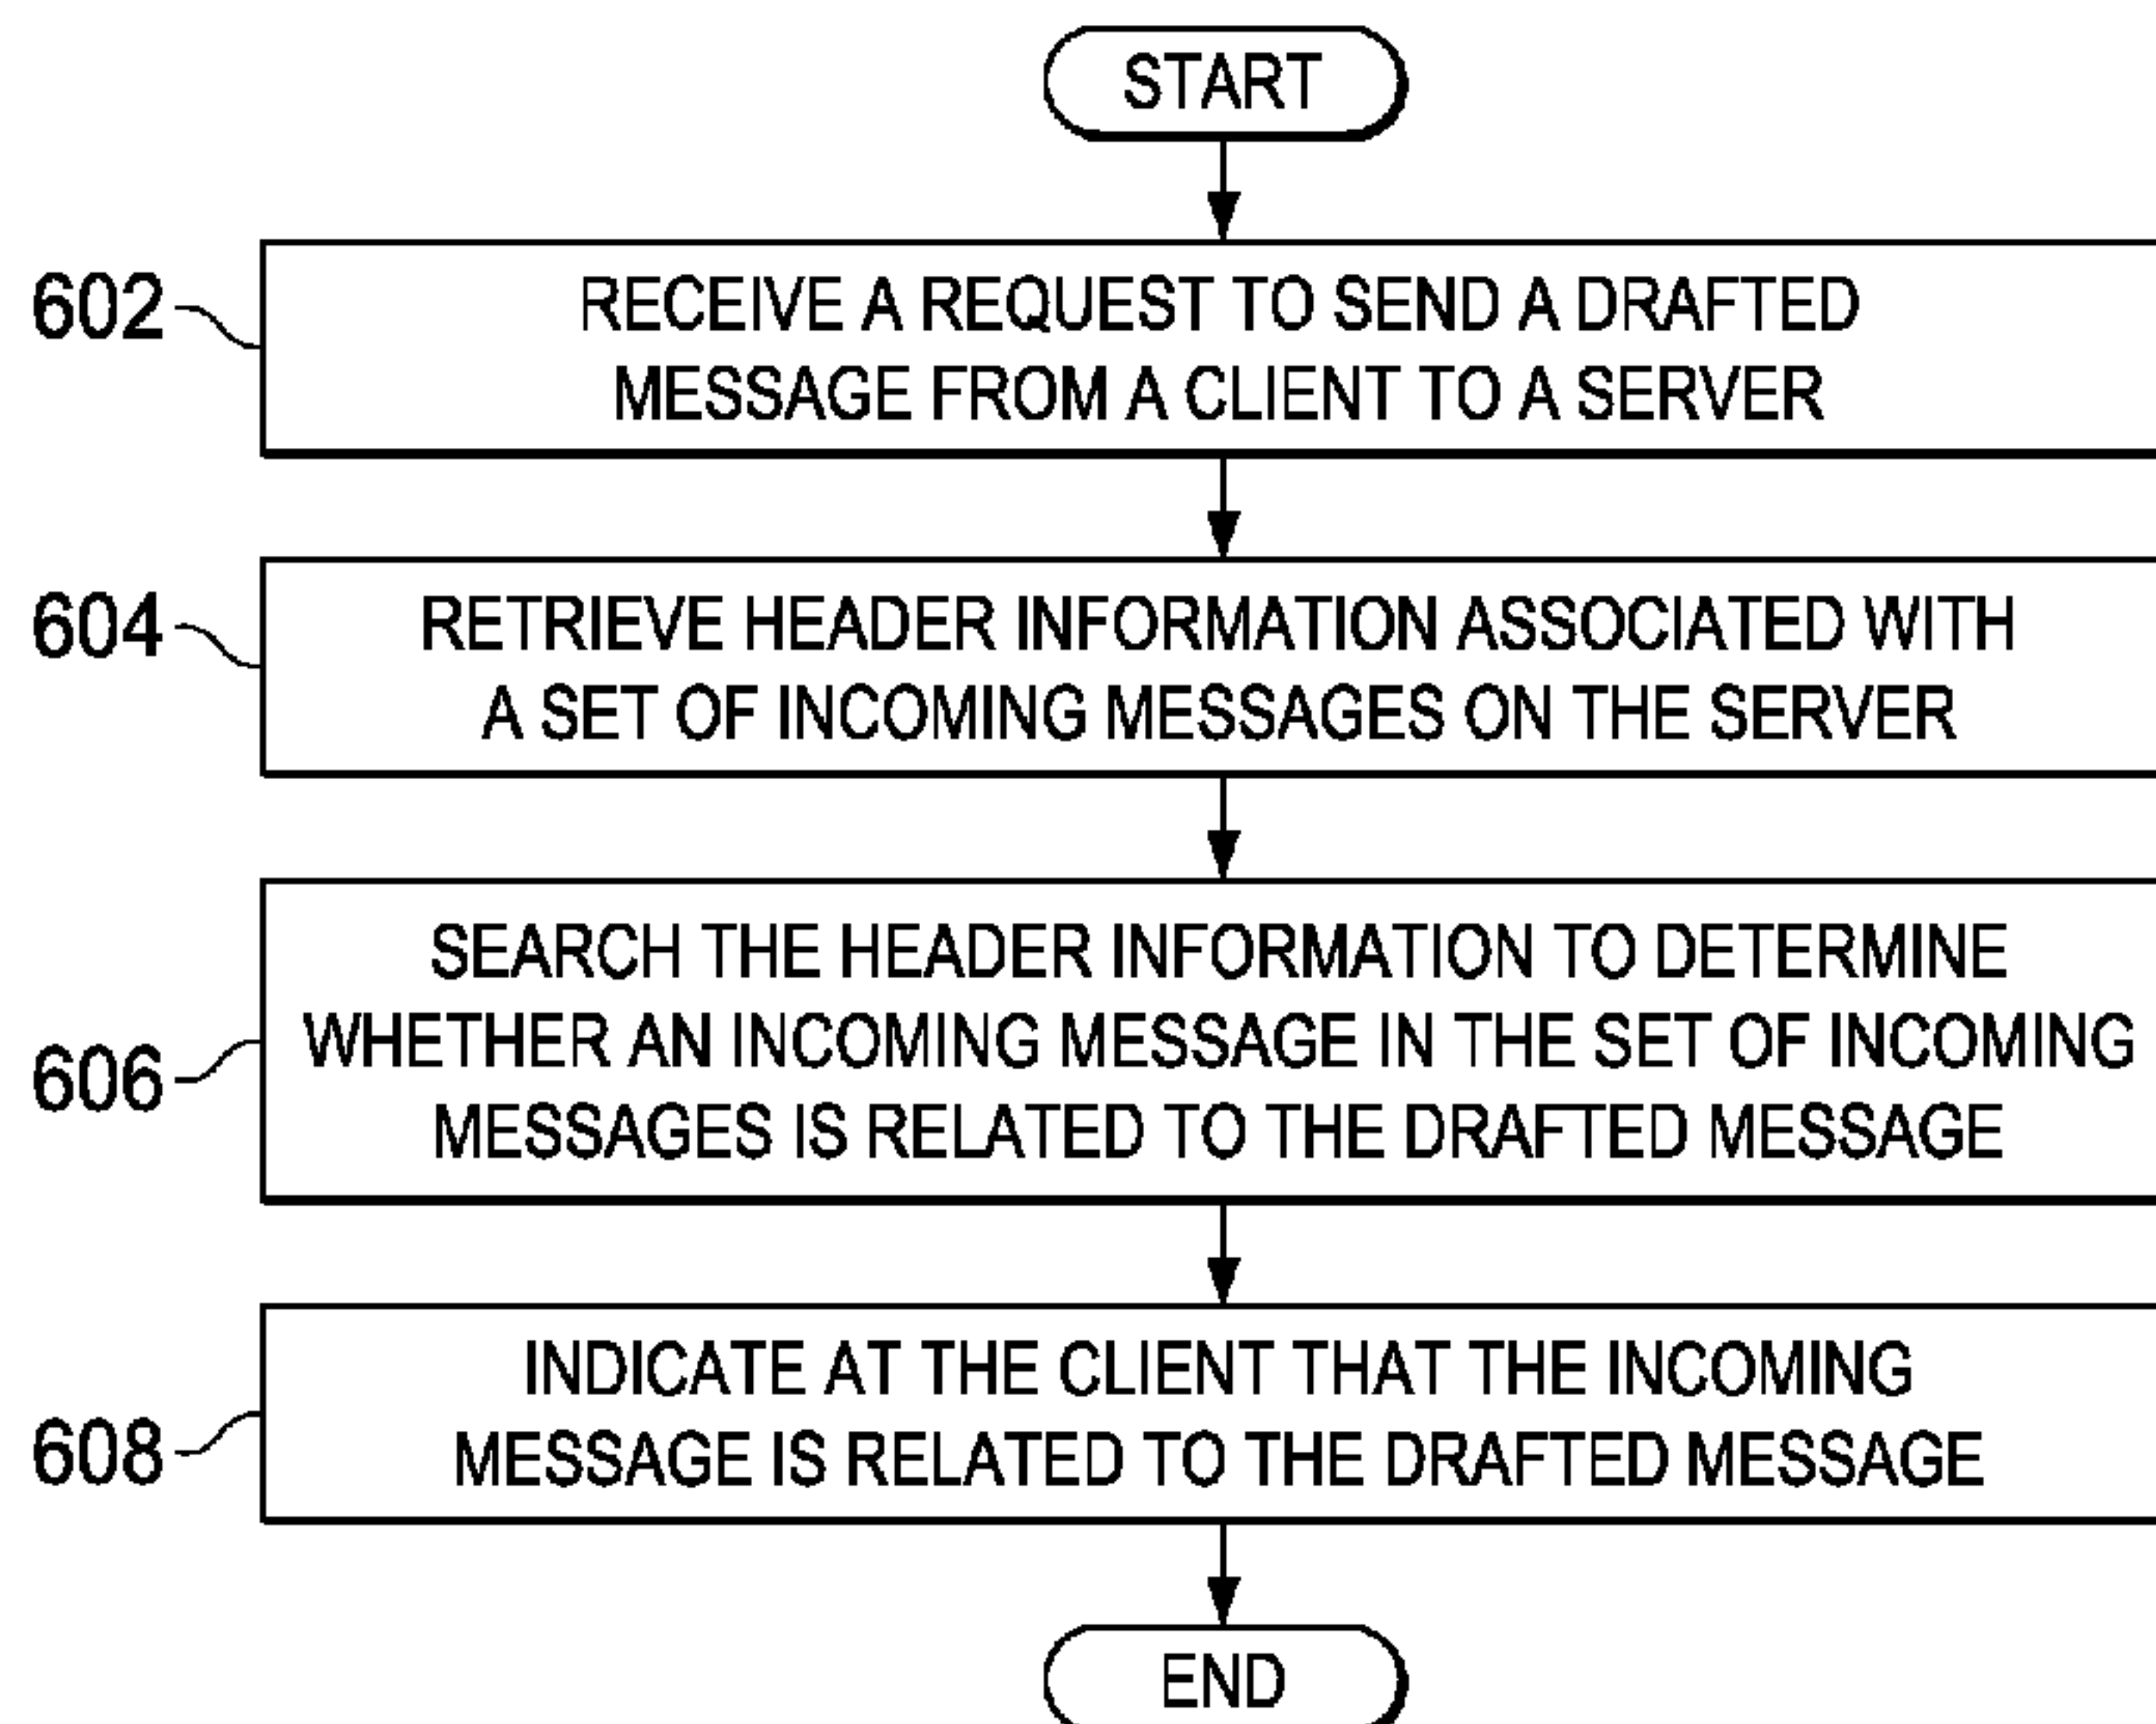 START
602
RECEIVE A REQUEST TO SEND A DRAFTED
MESSAGE FROM A CLIENT TO A SERVER
604
RETRIEVE HEADER INFORMATION ASSOCIATED WITH
A SET OF INCOMING MESSAGES ON THE SERVER
606
SEARCH THE HEADER INFORMATION TO DETERMINE
WHETHER AN INCOMING MESSAGE IN THE SET OF INCOMING
MESSAGES IS RELATED TO THE DRAFTED MESSAGE
608
INDICATE AT THE CLIENT THAT THE INCOMING
MESSAGE IS RELATED TO THE DRAFTED MESSAGE
END